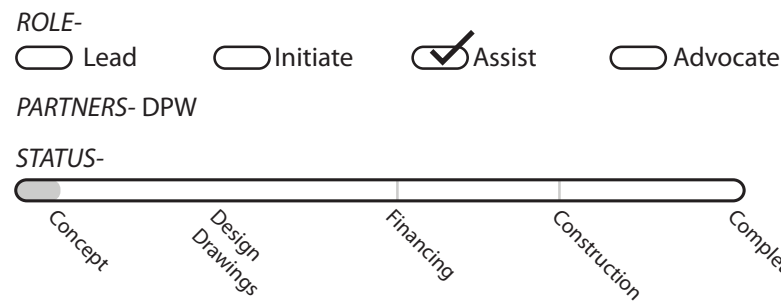 ROLE-
Lead Initiate Assist Advocate
PARTNERS- DPW
STATUS-
Concept
Design
Drawings
Financing
Construction